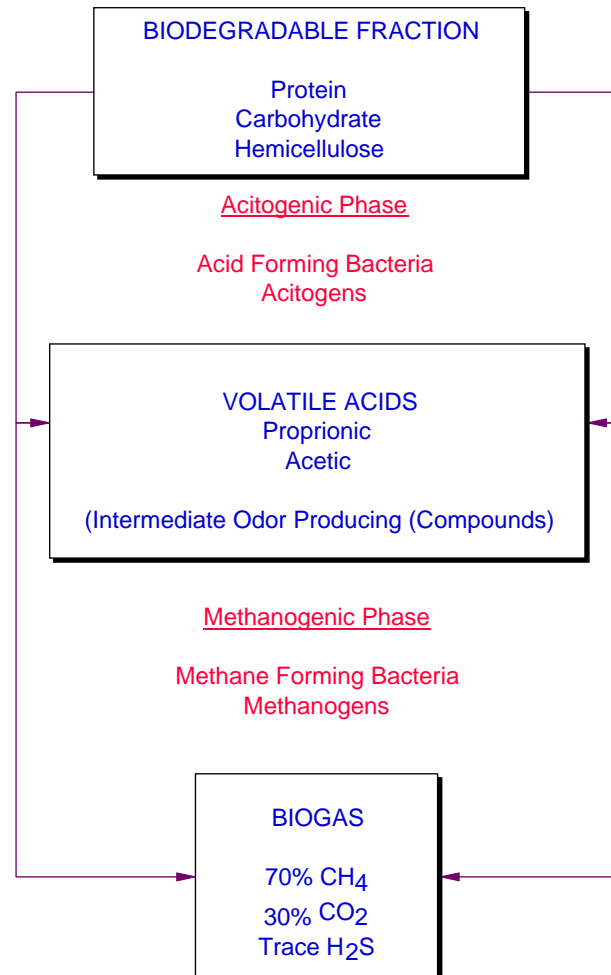 BIODEGRADABLE FRACTION
Protein
Carbohydrate
Hemicellulose
Acitogenic Phase
Acid Forming Bacteria
Acitogens
VOLATILE ACIDS
Proprionic
Acetic
(Intermediate Odor Producing (Compounds)
Methanogenic Phase
Methane Forming Bacteria
Methanogens
BIOGAS
70% CH4
30% CO2
Trace H2S